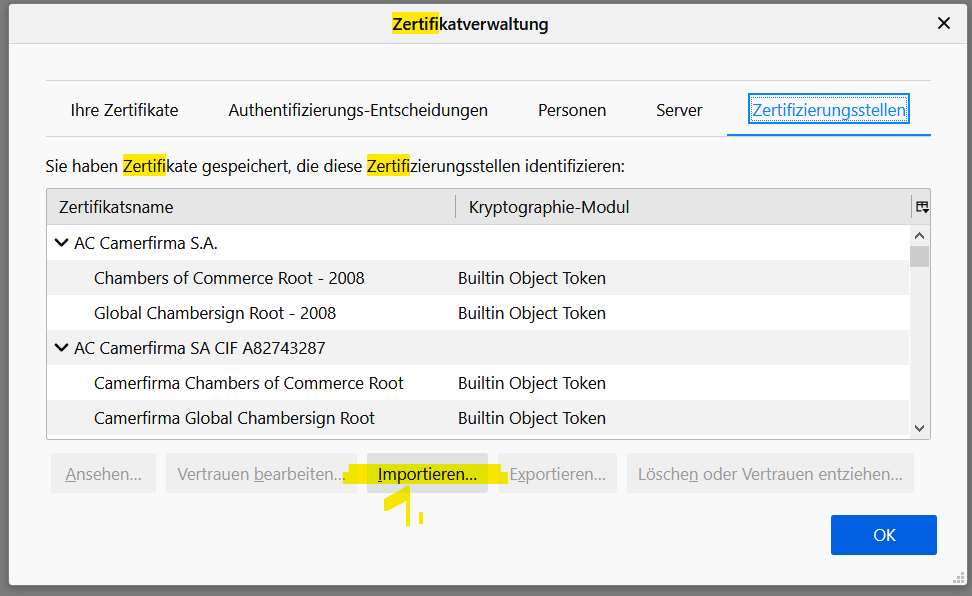 Zertifikatverwaltung
Ihre Zertifikate Authentifizierungs-Entscheidungen Personen Server Zertifizierungsstellen
Sie haben Zertifikate gespeichert, die diese Zertifizierungsstellen identifizieren:
Zertifikatsname Kryptographie-Modul
AC Camerfirma S.A.
Chambers of Commerce Root - 2008 Builtin Object Token
Global Chambersign Root - 2008 Builtin Object Token
AC Camerfirma SA CIF A82743287
Camerfirma Chambers of Commerce Root Builtin Object Token
Camerfirma Global Chambersign Root Builtin Object Token
Ansehen... Vertrauen bearbeiten... Importieren... Exportieren... Löschen oder Vertrauen entziehen...
1.
OK